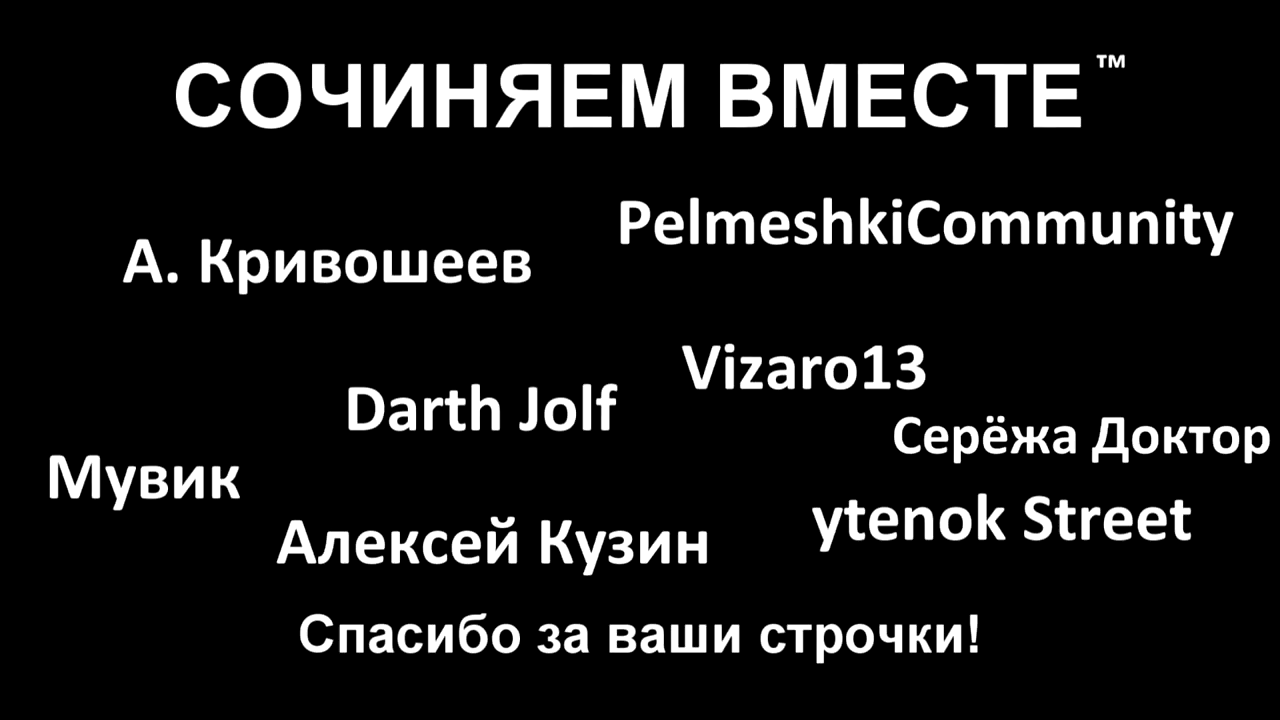 СОЧИНЯЕМ ВМЕСТЕ™
PelmeshkiCommunity
А. Кривошеев
Vizaro13
Darth Jolf
Серёжа Доктор
Мувик
ytenok Street
Алексей Кузин
Спасибо за ваши строчки!